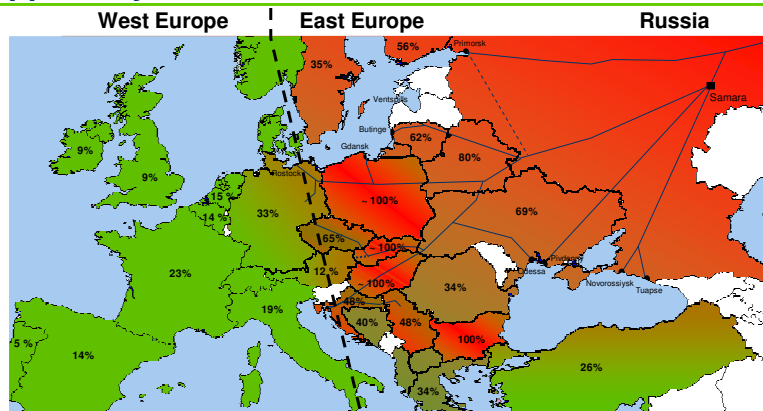 West Europe East Europe Russia
56%
Primorsk
35%
Samara
Ventspils
Butinge
62%
9%
Gdansk
80%
9%
Rostock
15 %
~ 100%
14 %
33%
69%
65%
~ 100%
Pivdenny
23%
12 %
Odessa
~ 100%
34%
Novorossiysk
Tuapse
48%
19%
40%
48%
100%
5 %
14%
26%
34%